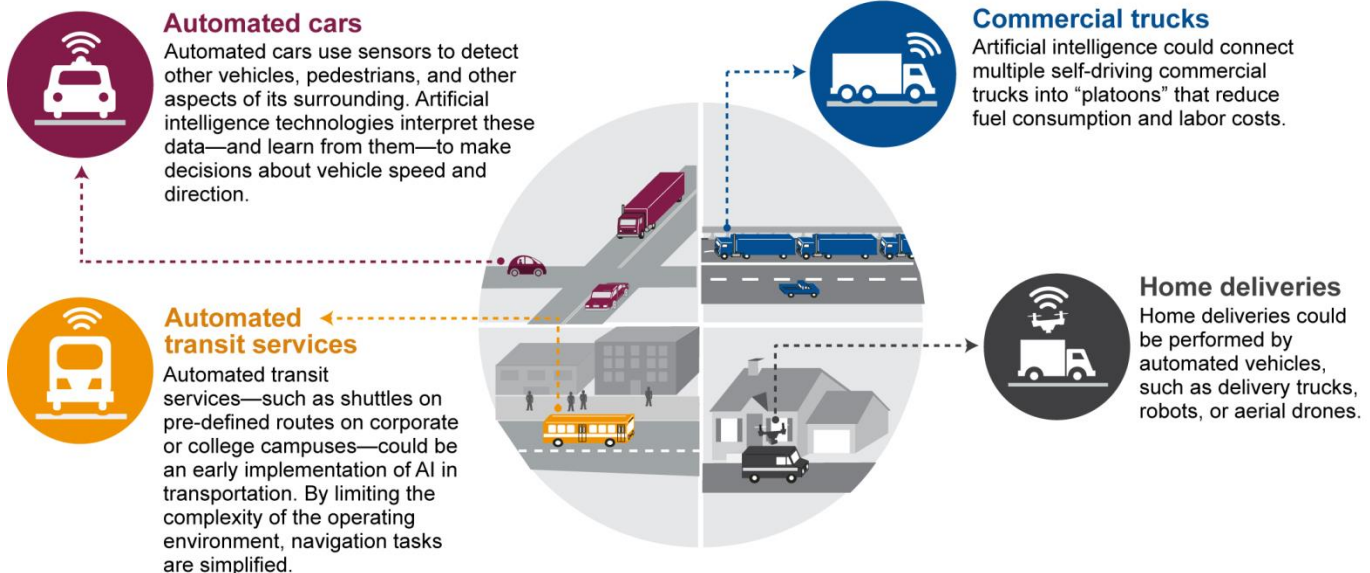 Automated cars
Automated cars use sensors to detect
other vehicles, pedestrians, and other
aspects of its surrounding. Artificial
intelligence technologies interpret these
data—and learn from them—to make
decisions about vehicle speed and
direction.
Commercial trucks
Artificial intelligence could connect
multiple self-driving commercial
trucks into “platoons” that reduce
fuel consumption and labor costs.
Automated
transit services
Automated transit
services—such as shuttles on
pre-defined routes on corporate
or college campuses—could be
an early implementation of AI in
transportation. By limiting the
complexity of the operating
environment, navigation tasks
are simplified.
Home deliveries
Home deliveries could
be performed by
automated vehicles,
such as delivery trucks,
robots, or aerial drones.